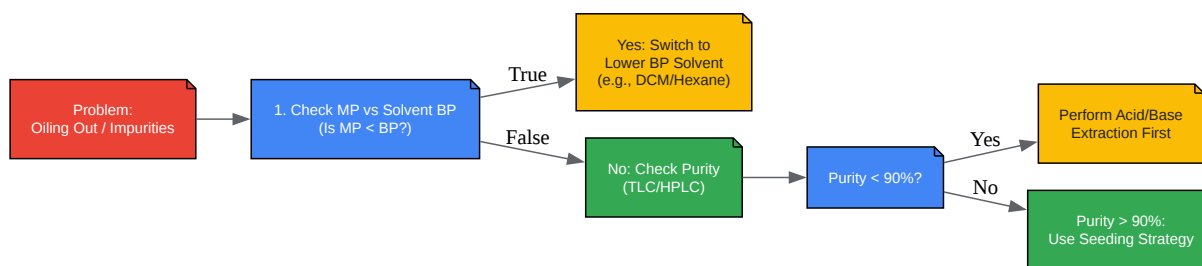 Problem:
Oiling Out / Impurities
1. Check MP vs Solvent BP
(Is MP < BP?)
True
Yes: Switch to
Lower BP Solvent
(e.g., DCM/Hexane)
False
No: Check Purity
(TLC/HPLC)
Purity < 90%?
Yes
Perform Acid/Base
Extraction First
No
Purity > 90%:
Use Seeding Strategy